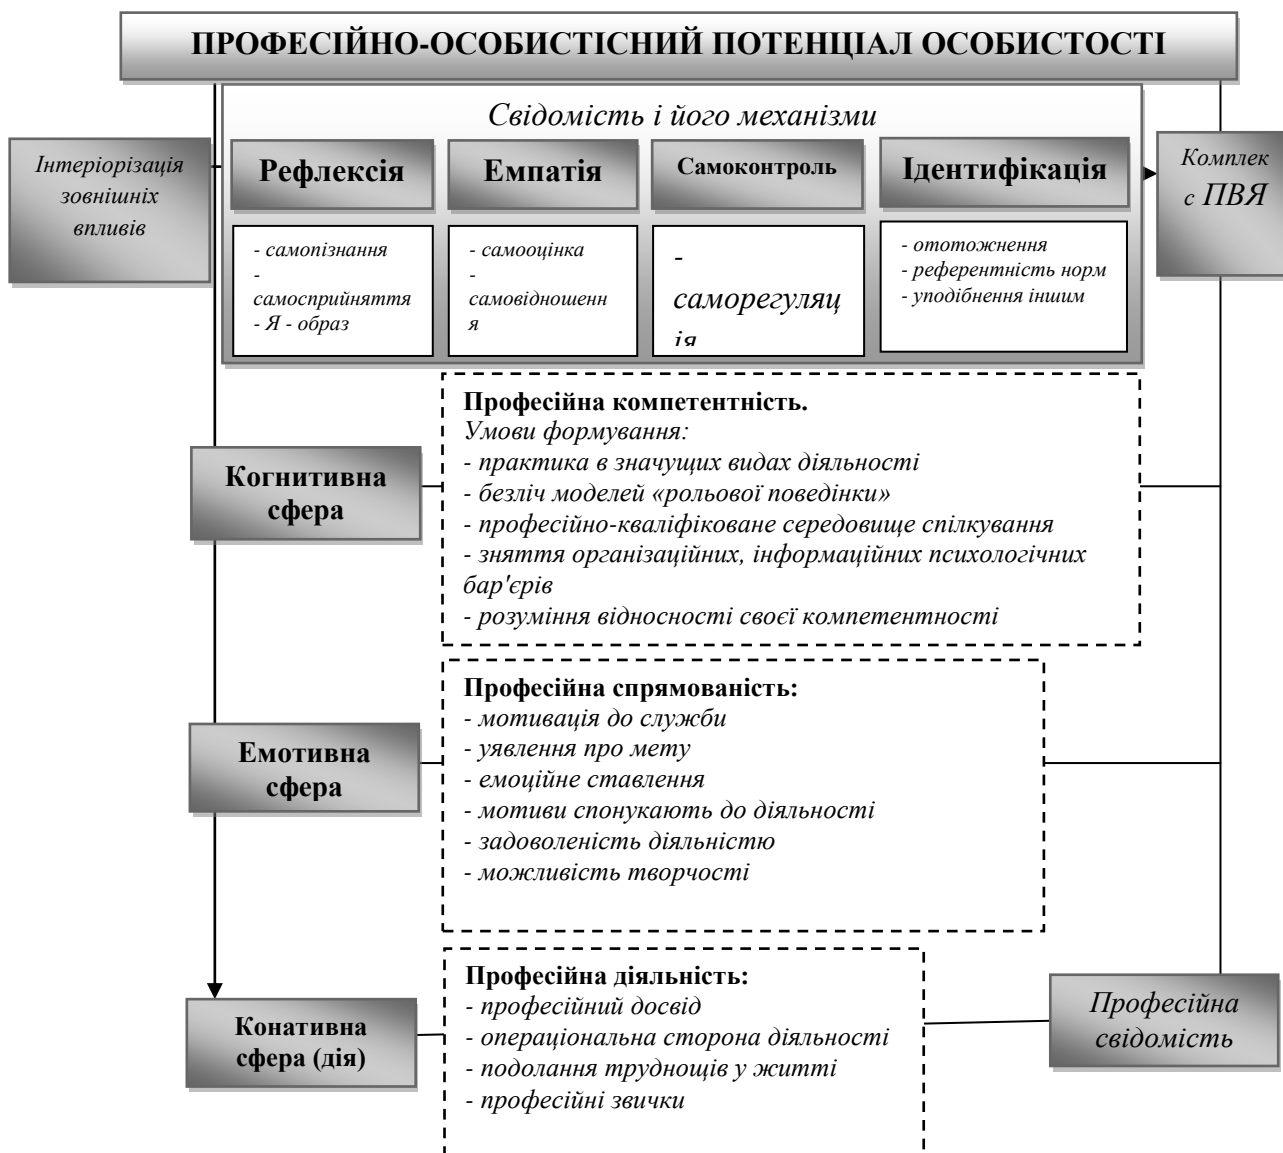 ПРОФЕСІЙНО-ОСОБИСТІСНИЙ ПОТЕНЦІАЛ ОСОБИСТОСТІ
Свідомість і його механізми
Інтеріорізація
зовнішніх
впливів
Рефлексія
Емпатія
Самоконтроль
Ідентифікація
Комплек
с ПВЯ
- самопізнання
-
самосприйняття
- Я - образ
- самооцінка
-
самовідношенн
я
-
саморегуляц
ія
- ототожнення
- референтність норм
- уподібнення іншим
Когнитивна
сфера
Професійна компетентність.
Умови формування:
- практика в значущих видах діяльності
- безліч моделей «рольової поведінки»
- професійно-кваліфіковане середовище спілкування
- зняття організаційних, інформаційних психологічних
бар'єрів
- розуміння відносності своєї компетентності
Емотивна
сфера
Професійна спрямованість:
- мотивація до служби
- уявлення про мету
- емоційне ставлення
- мотиви спонукають до діяльності
- задоволеність діяльністю
- можливість творчості
Конативна
сфера (дія)
Професійна діяльність:
- професійний досвід
- операціональна сторона діяльності
- подолання труднощів у житті
- професійні звички
Професійна
свідомість